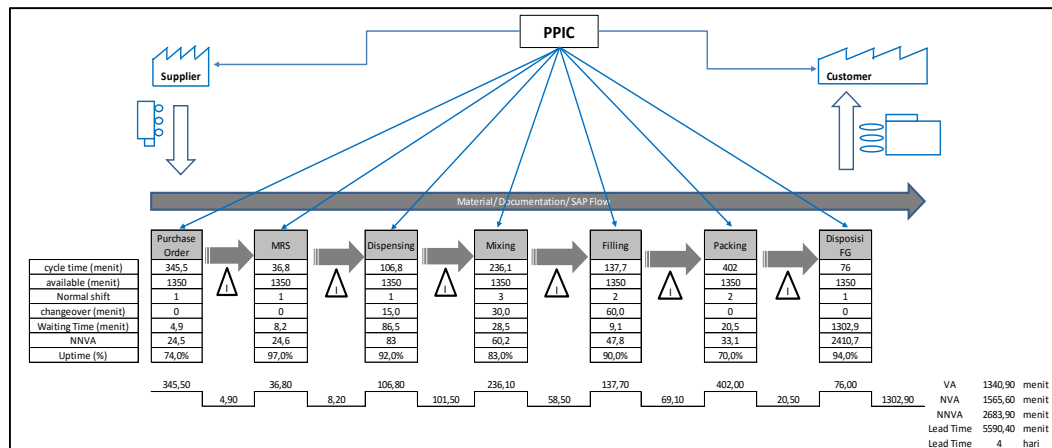 PPIC
Supplier
Customer
Material/Documentation/SAP Flow
Purchase Order MRS Dispensing Mixing Filling Packing Disposisi FG
I I I I I I
cycle time (menit) 345,5 36,8 106,8 236,1 137,7 402 76
available (menit) 1350 1350 1350 1350 1350 1350 1350
Normal shift 1 1 1 3 2 2 1
changeover (menit) 0 0 15,0 30,0 60,0 0 0
Waiting Time (menit) 4,9 8,2 86,5 28,5 9,1 20,5 1302,9
NNVA 24,5 24,6 83 60,2 47,8 33,1 2410,7
Uptime (%) 74,0% 97,0% 92,0% 83,0% 90,0% 70,0% 94,0%
345,50 36,80 106,80 236,10 137,70 402,00 76,00
4,90 8,20 101,50 58,50 69,10 20,50 1302,90
VA 1340,90 menit
NVA 1565,60 menit
NNVA 2683,90 menit
Lead Time 5590,40 menit
Lead Time 4 hari